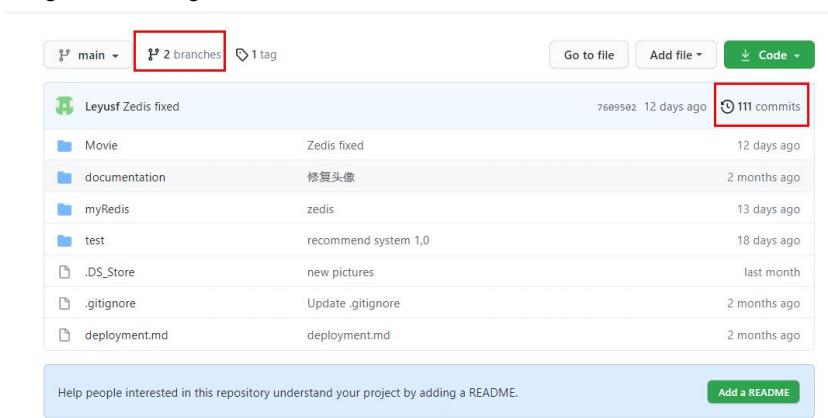 main 2 branches 1 tag Go to file Add file Code
Leyusf Zedis fixed 7609502 12 days ago 111 commits
Movie Zedis fixed 12 days ago
documentation 修复头像 2 months ago
myRedis zedis 13 days ago
test recommend system 1,0 18 days ago
.DS_Store new pictures last month
.gitignore Update .gitignore 2 months ago
deployment.md deployment.md 2 months ago
Help people interested in this repository understand your project by adding a README. Add a README